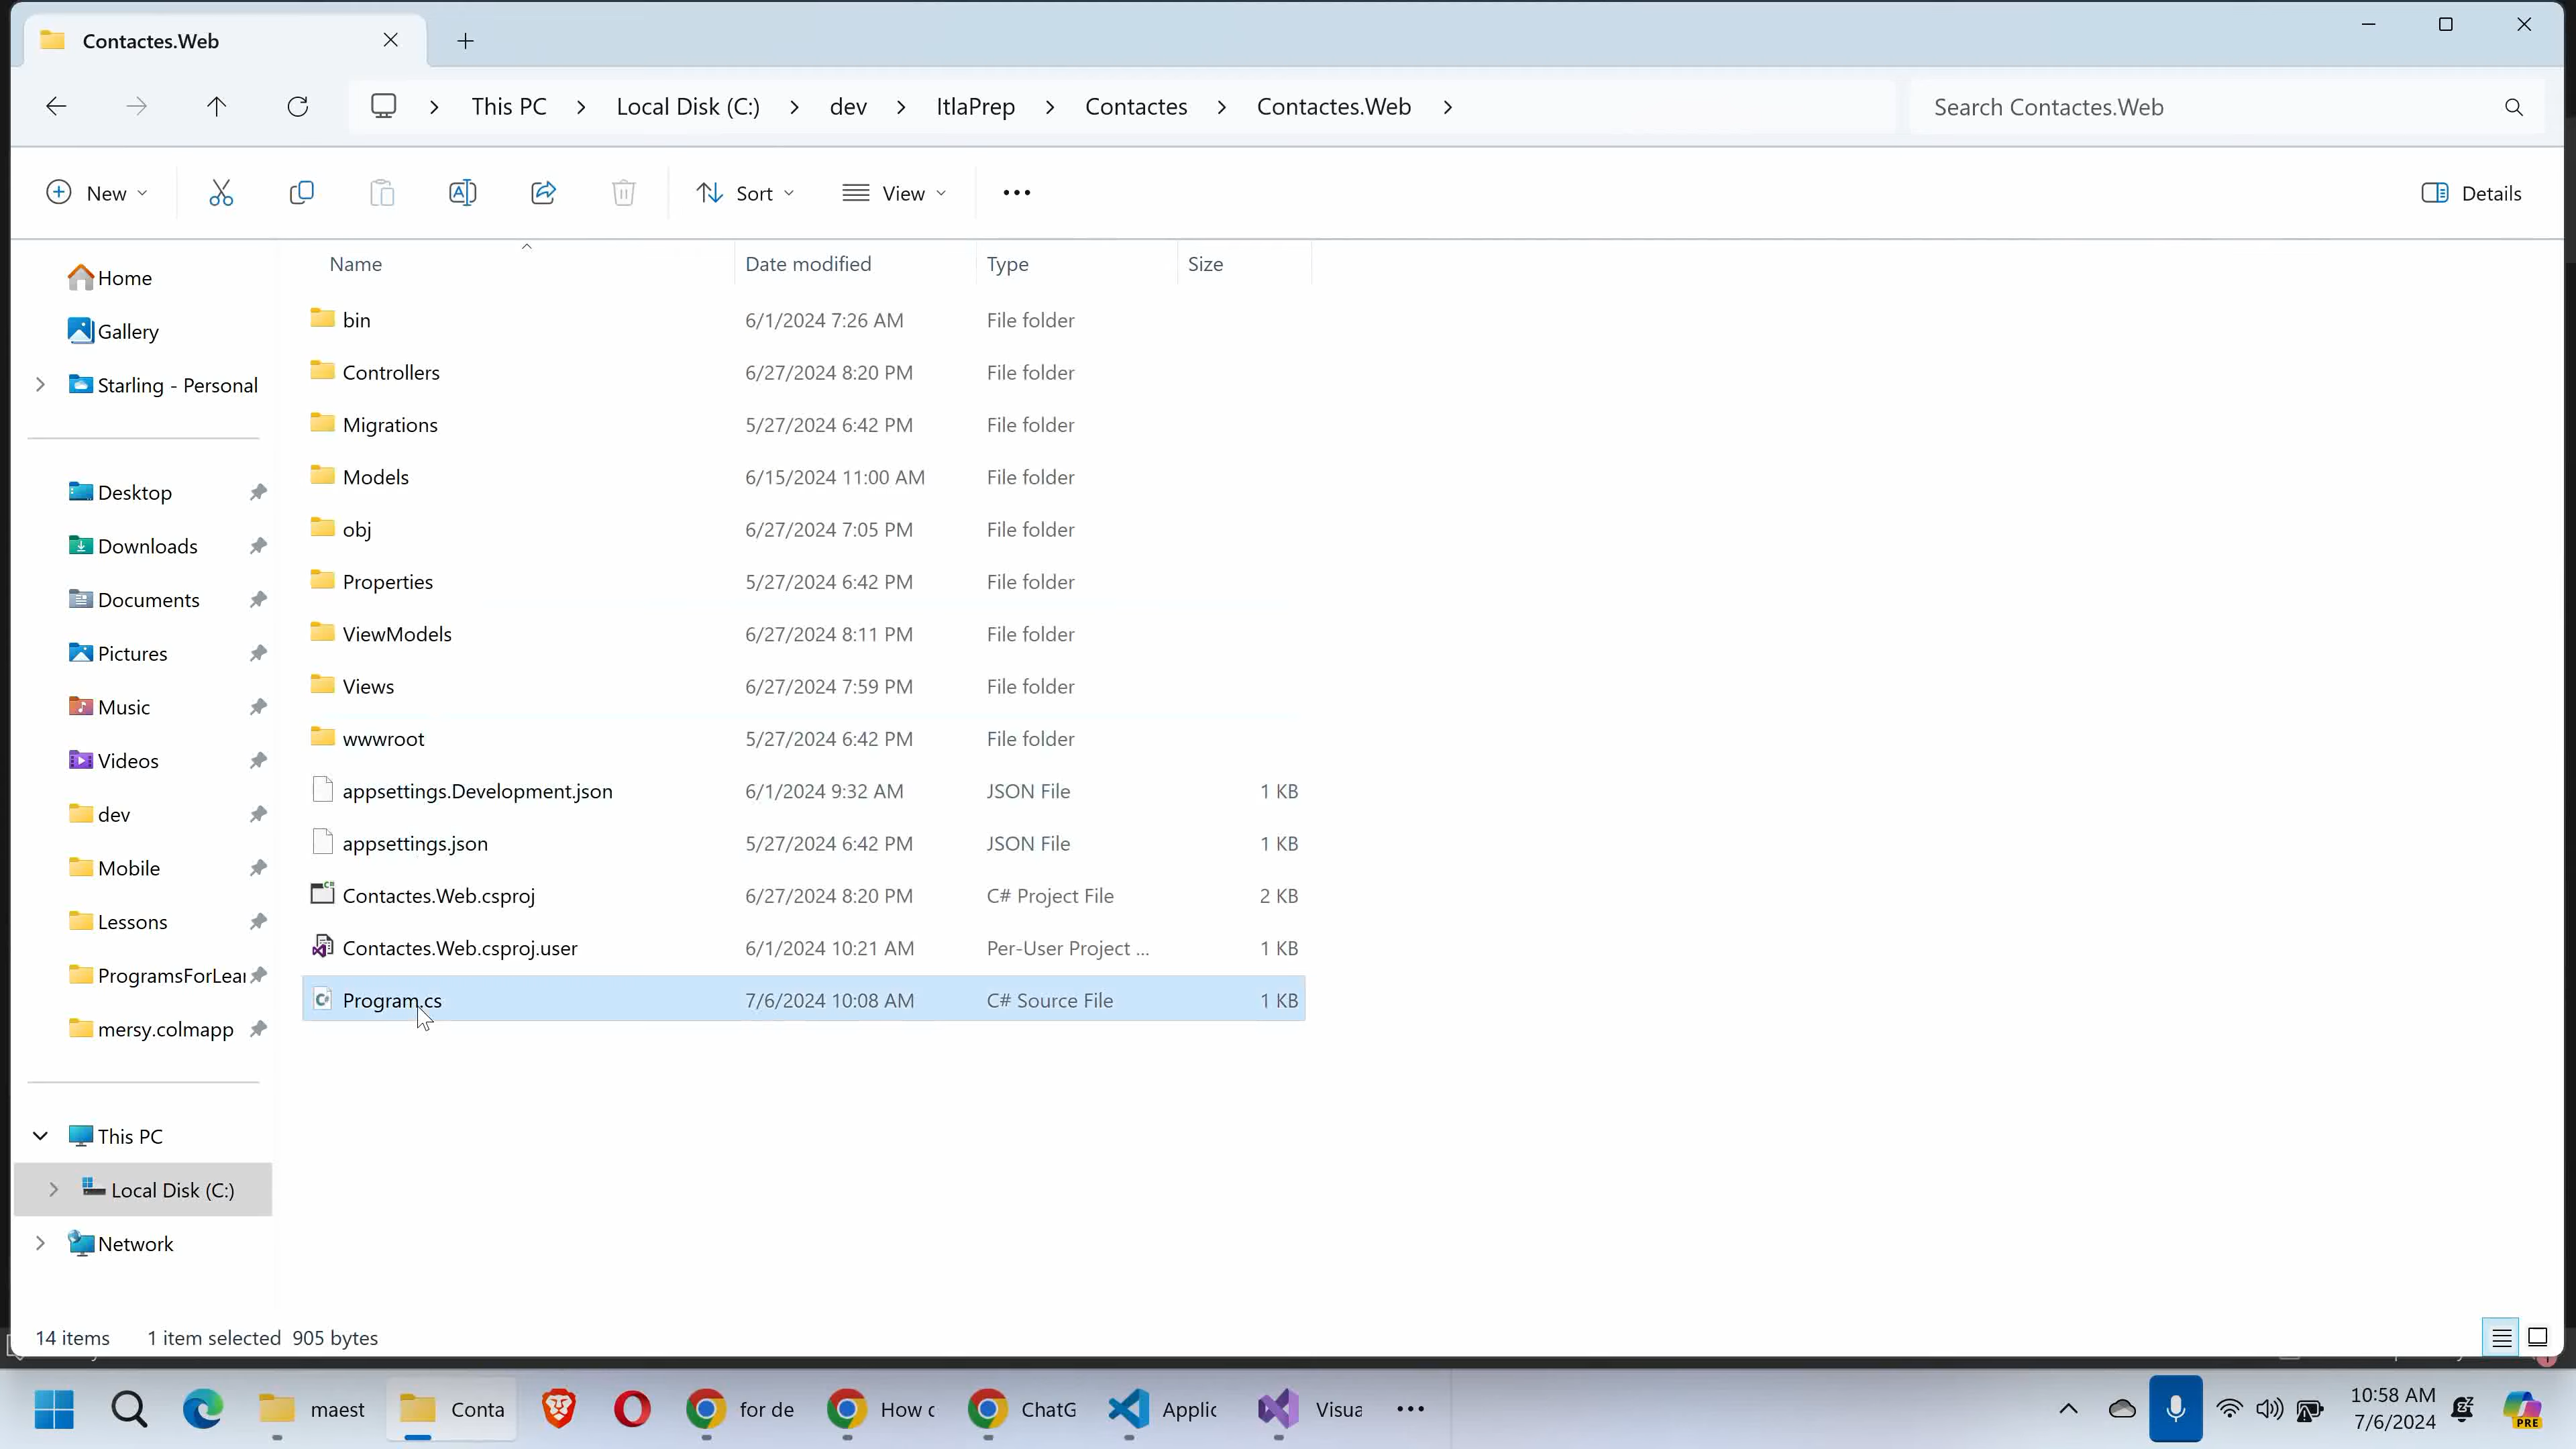 Contactes.Web
This PC > Local Disk (C:) > dev > ItlaPrep > Contactes > Contactes.Web >
Search Contactes.Web
New
Sort
View
Details
Name
Date modified
Type
Size
Home
Gallery
Starling - Personal
Desktop
Downloads
Documents
Pictures
Music
Videos
dev
Mobile
Lessons
ProgramsForLear
mersy.colmapp
This PC
Local Disk (C:)
Network
bin 6/1/2024 7:26 AM File folder
Controllers 6/27/2024 8:20 PM File folder
Migrations 5/27/2024 6:42 PM File folder
Models 6/15/2024 11:00 AM File folder
obj 6/27/2024 7:05 PM File folder
Properties 5/27/2024 6:42 PM File folder
ViewModels 6/27/2024 8:11 PM File folder
Views 6/27/2024 7:59 PM File folder
wwwroot 5/27/2024 6:42 PM File folder
appsettings.Development.json 6/1/2024 9:32 AM JSON File 1 KB
appsettings.json 5/27/2024 6:42 PM JSON File 1 KB
Contactes.Web.csproj 6/27/2024 8:20 PM C# Project File 2 KB
Contactes.Web.csproj.user 6/1/2024 10:21 AM Per-User Project ... 1 KB
Program.cs 7/6/2024 10:08 AM C# Source File 1 KB
14 items 1 item selected 905 bytes
maest
Conta
for de
How c
ChatG
Applic
Visua
10:58 AM
7/6/2024
PRE